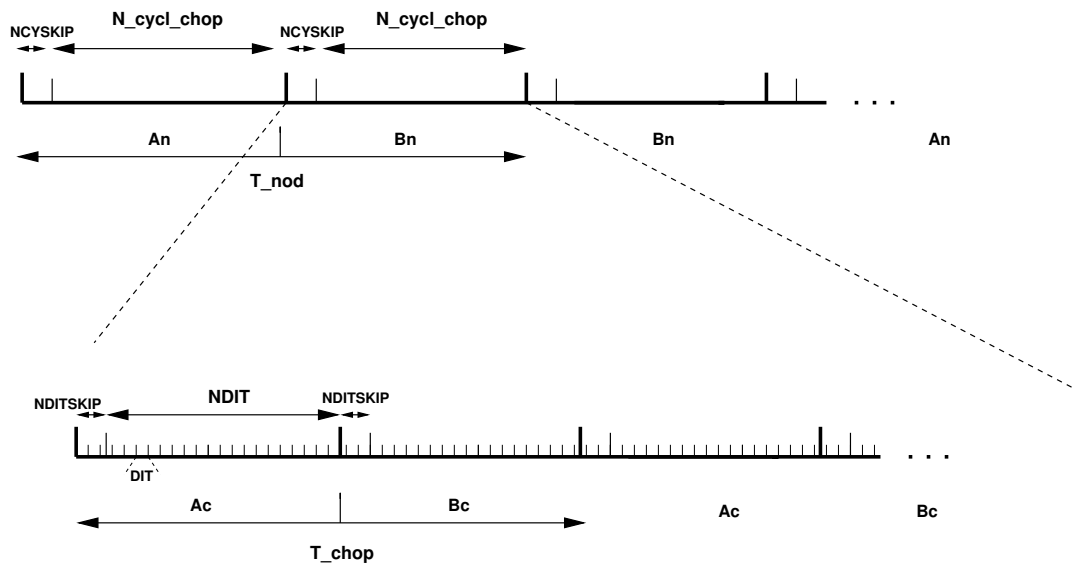 N_cycl_chop N_cycl_chop
NCYSKIP NCYSKIP
. . .
An Bn Bn An
T_nod
NDITSKIP NDIT NDITSKIP
. . .
DIT
Ac Bc Ac Bc
T_chop